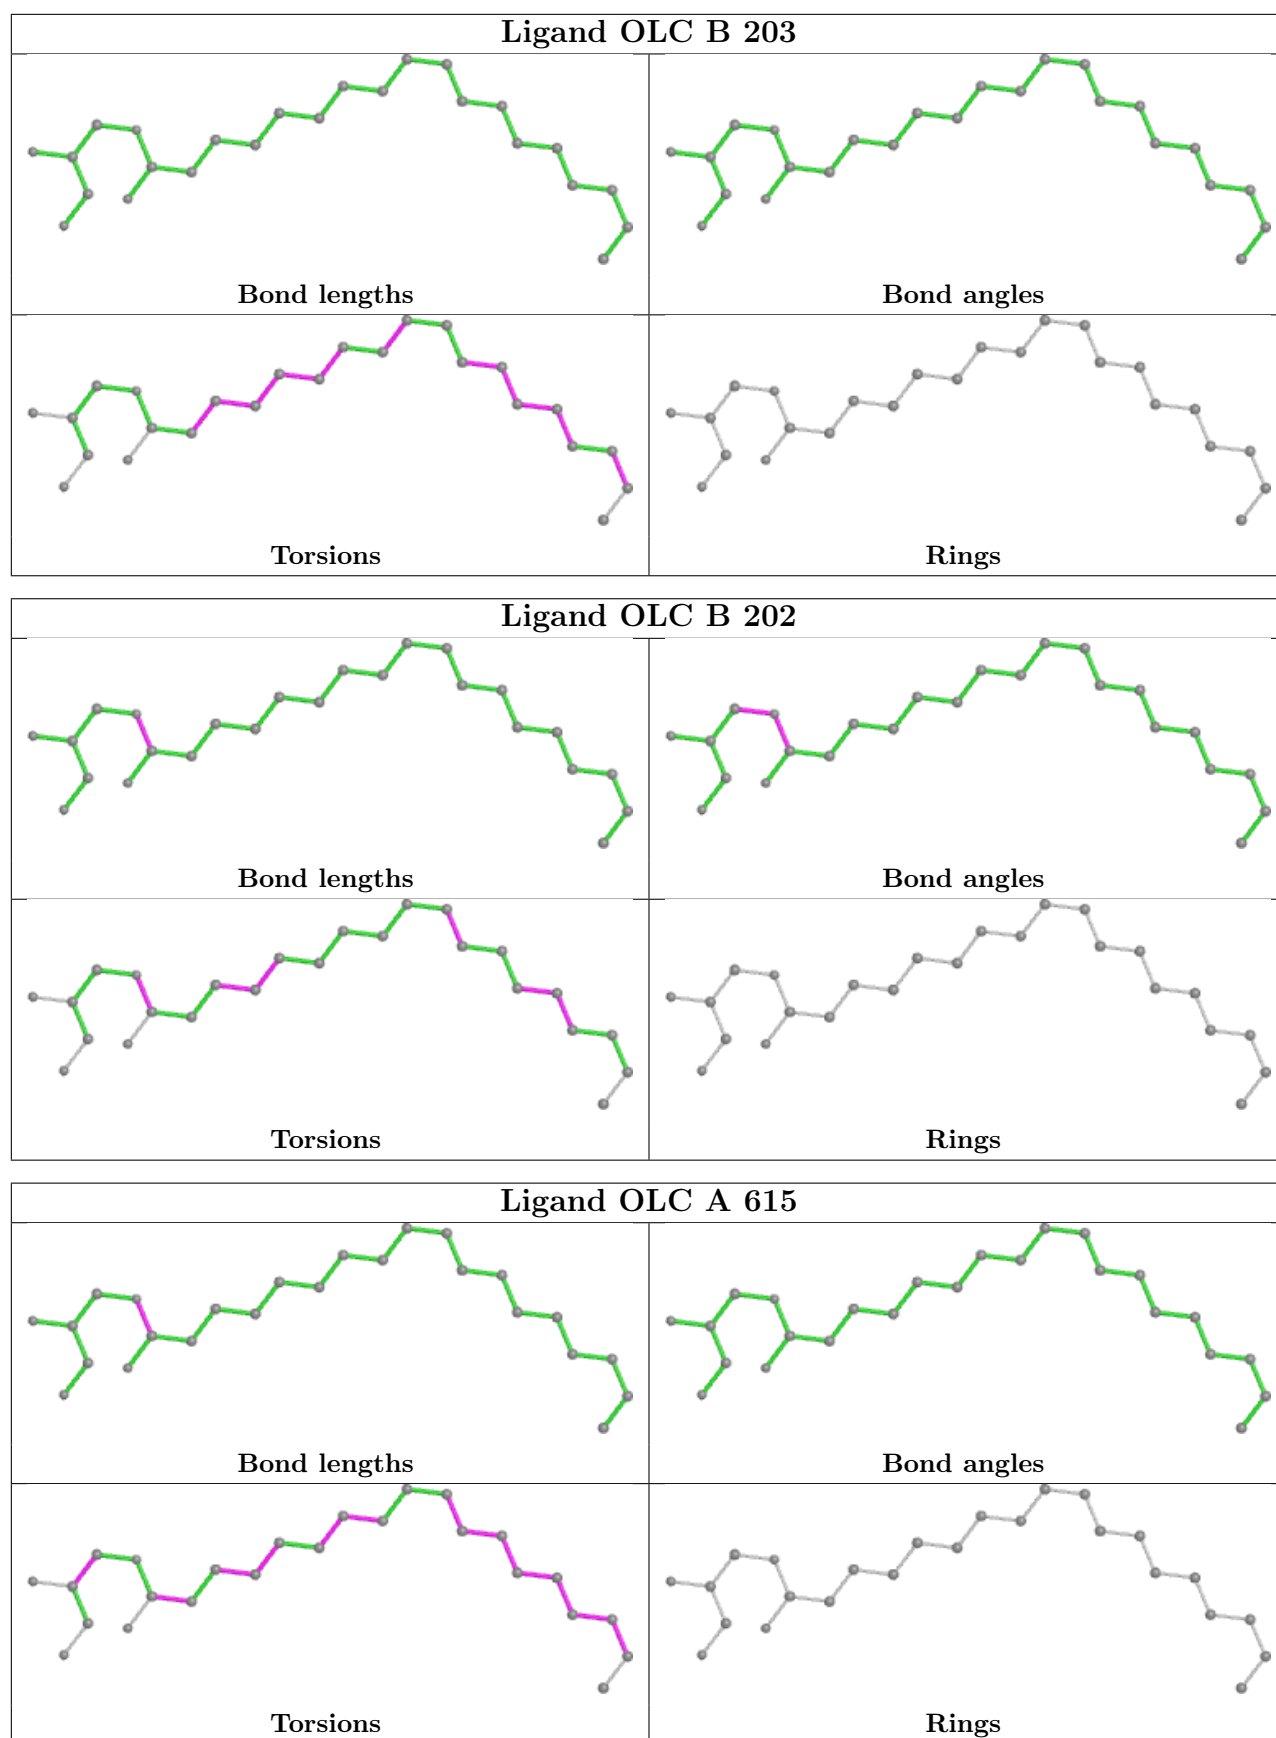 Ligand OLC B 203
Bond lengths
Bond angles
Torsions
Rings
Ligand OLC B 202
Bond lengths
Bond angles
Torsions
Rings
Ligand OLC A 615
Bond lengths
Bond angles
Torsions
Rings